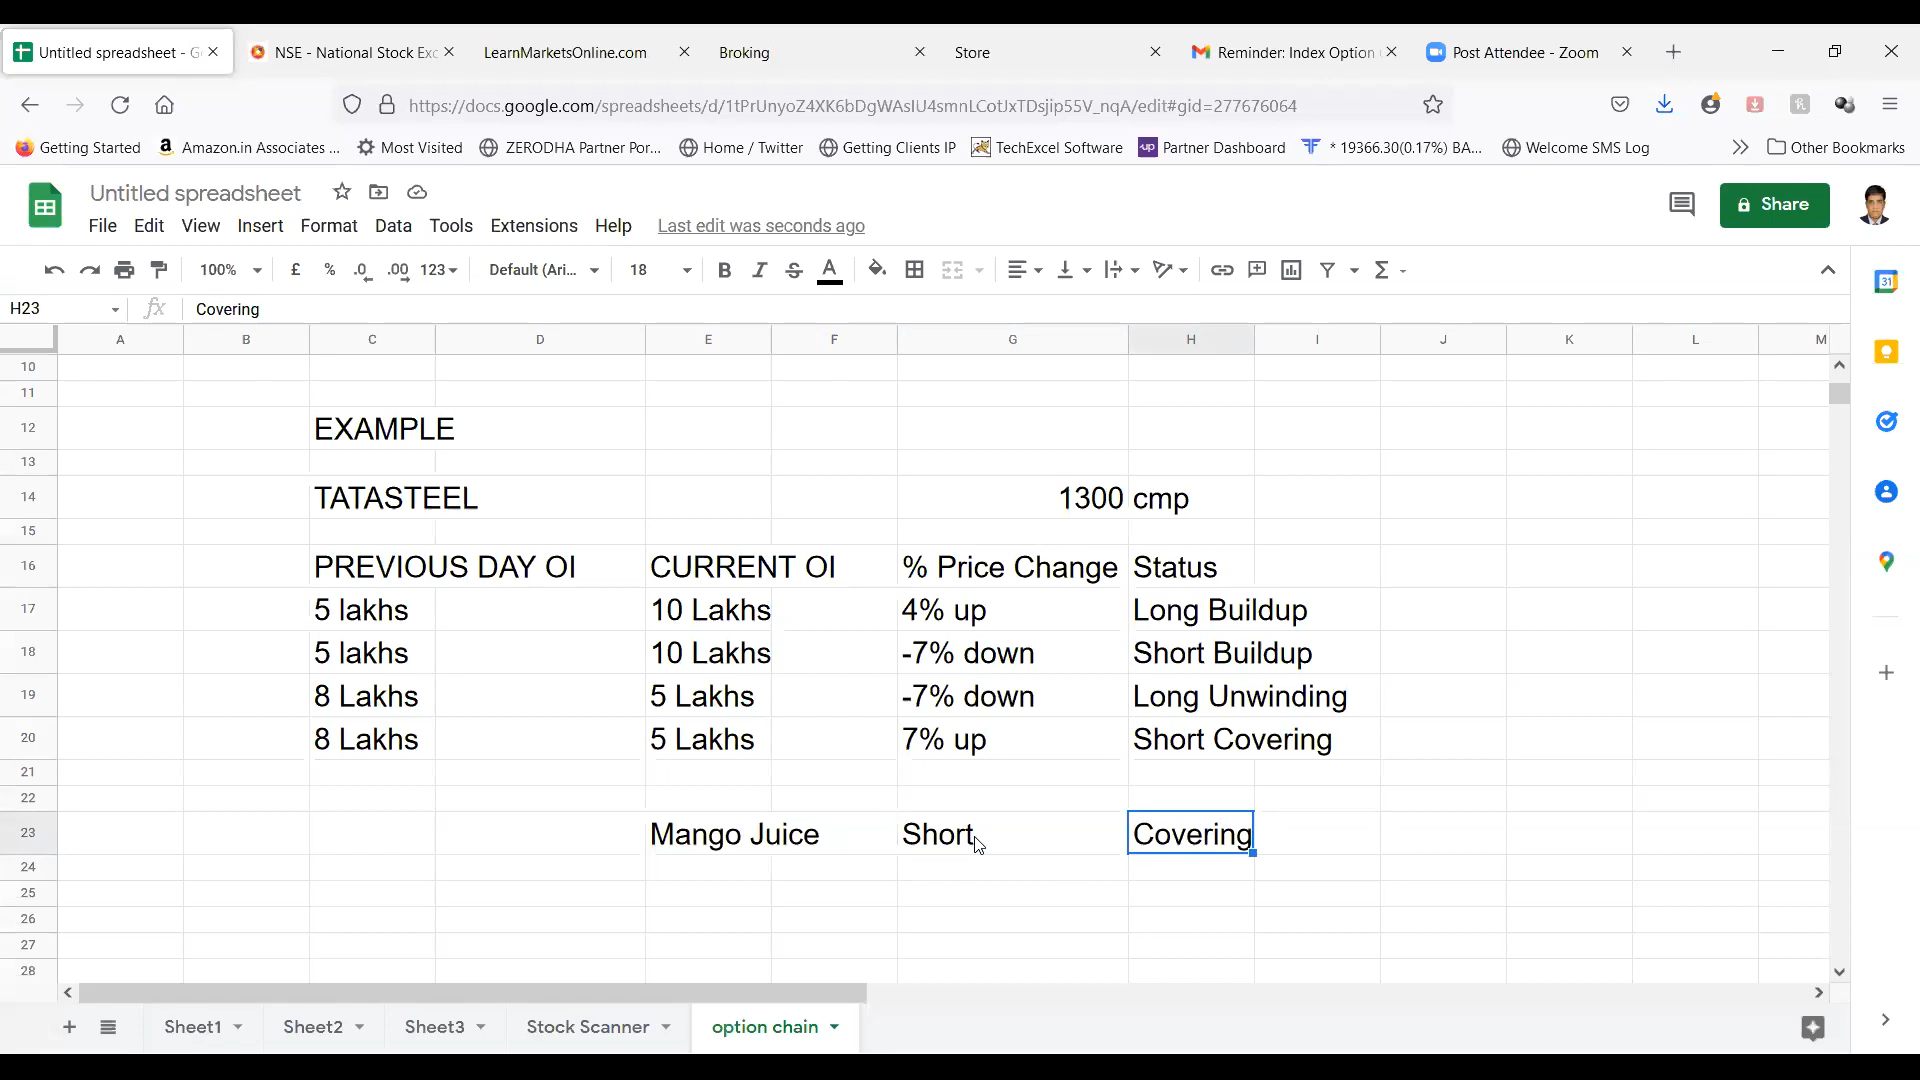 Untitled spreadsheet - G
NSE - National Stock Exc
LearnMarketsOnline.com
Broking
Store
Reminder: Index Option
Post Attendee - Zoom
https://docs.google.com/spreadsheets/d/1tPrUnyoZ4XK6bDgWAsIU4smnLCotJxTDsjip55V_nqA/edit#gid=277676064
Getting Started
Amazon.in Associates ...
Most Visited
ZERODHA Partner Por...
Home / Twitter
Getting Clients IP
TechExcel Software
Partner Dashboard
* 19366.30(0.17%) BA...
Welcome SMS Log
Other Bookmarks
Untitled spreadsheet
File Edit View Insert Format Data Tools Extensions Help Last edit was seconds ago
Share
100% £ % .0 .00 123 Default (Ari... 18 B I S A
H23 fx Covering
A B C D E F G H I J K L M
10
11
12 EXAMPLE
13
14 TATASTEEL 1300 cmp
15
16 PREVIOUS DAY OI CURRENT OI % Price Change Status
17 5 lakhs 10 Lakhs 4% up Long Buildup
18 5 lakhs 10 Lakhs -7% down Short Buildup
19 8 Lakhs 5 Lakhs -7% down Long Unwinding
20 8 Lakhs 5 Lakhs 7% up Short Covering
21
22
23 Mango Juice Short Covering
24
25
26
27
28
Sheet1 Sheet2 Sheet3 Stock Scanner option chain